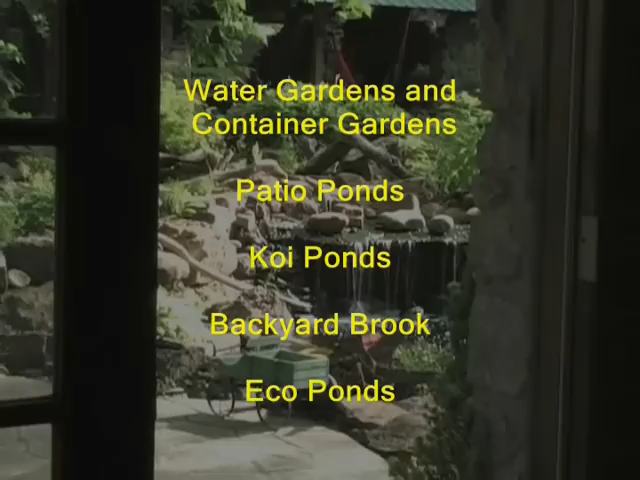 Water Gardens and
Container Gardens
Patio Ponds
Koi Ponds
Backyard Brook
Eco Ponds